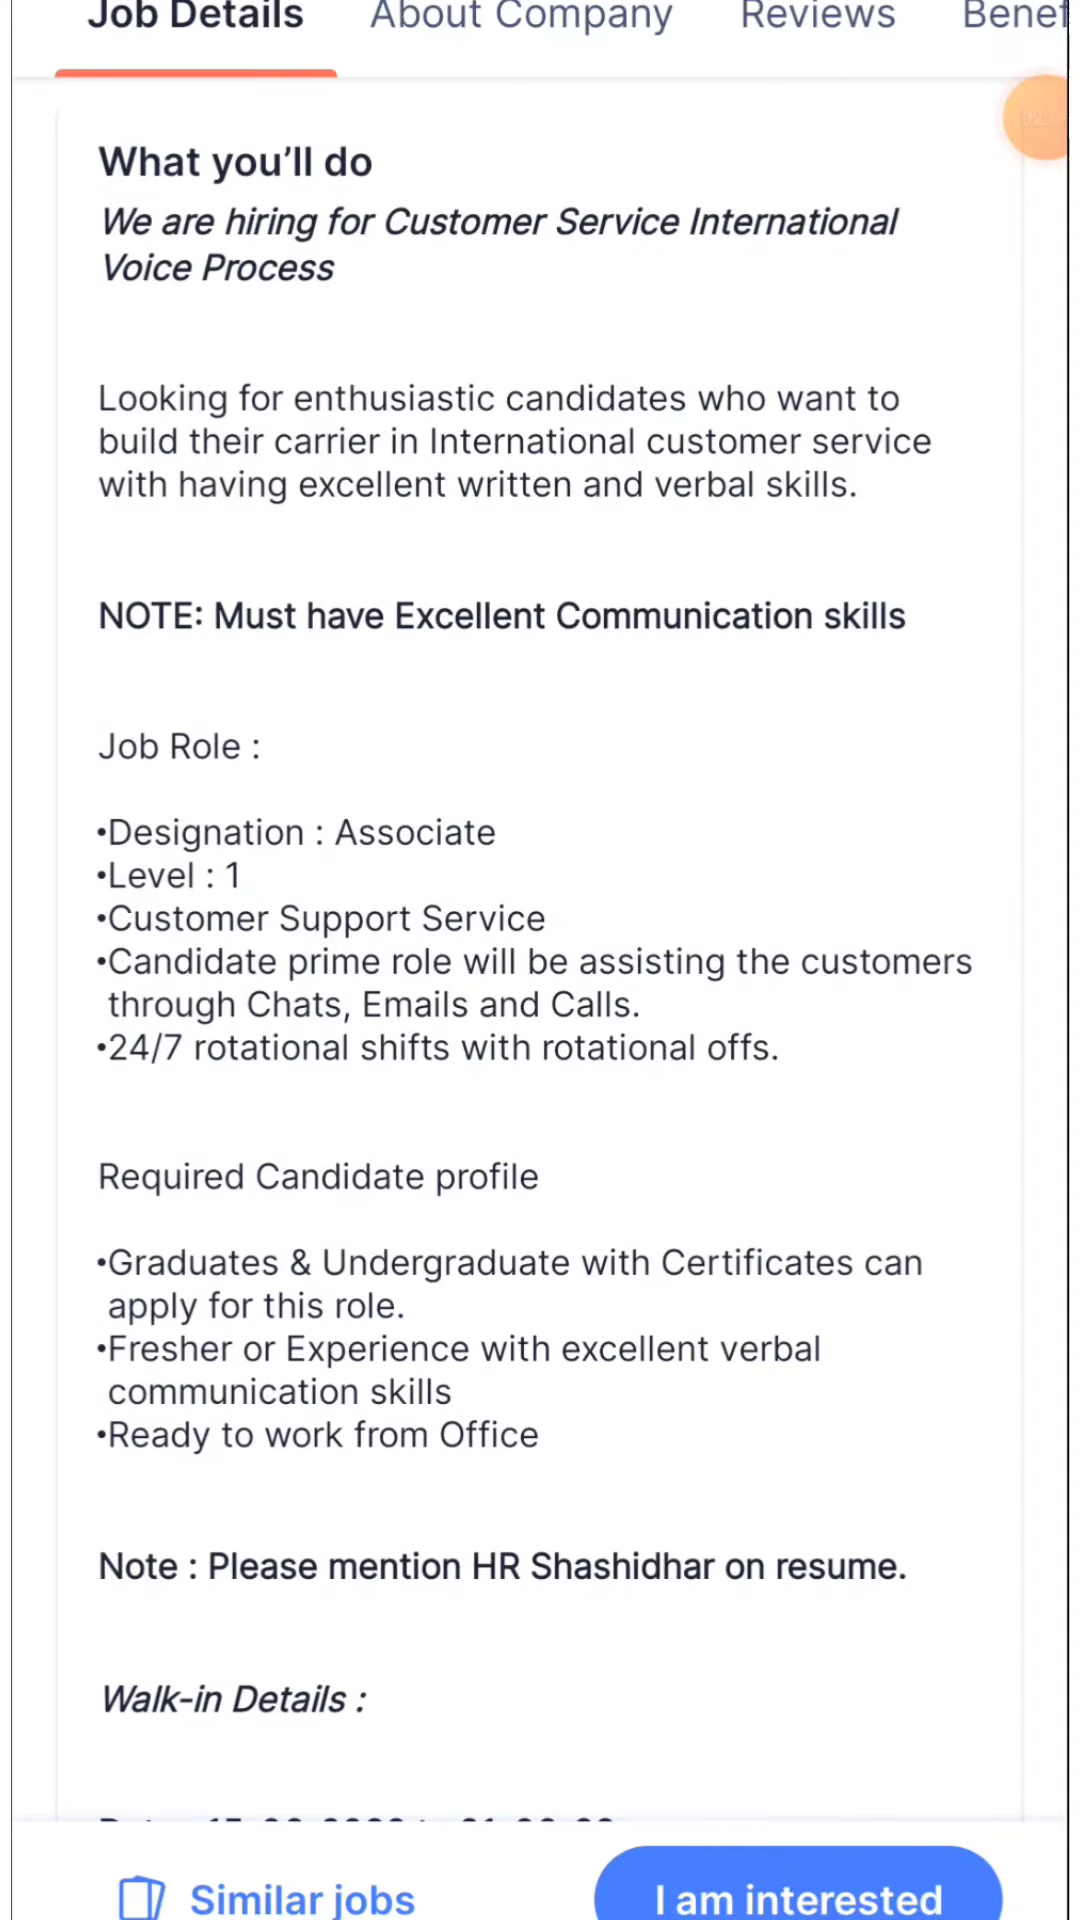 Job Details About Company Reviews
What you'll do
We are hiring for Customer Service International
Voice Process
Looking for enthusiastic candidates who want to
build their carrier in International customer service
with having excellent written and verbal skills.
NOTE: Must have Excellent Communication skills
Job Role :
•Designation : Associate
•Level : 1
•Customer Support Service
•Candidate prime role will be assisting the customers
through Chats, Emails and Calls.
•24/7 rotational shifts with rotational offs.
Required Candidate profile
•Graduates & Undergraduate with Certificates can
apply for this role.
•Fresher or Experience with excellent verbal
communication skills
•Ready to work from Office
Note : Please mention HR Shashidhar on resume.
Walk-in Details :
Similar jobs
I am interested